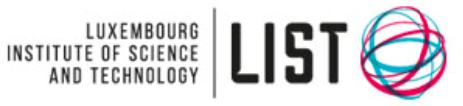 LUXEMBOURG
INSTITUTE OF SCIENCE
AND TECHNOLOGY
LIST